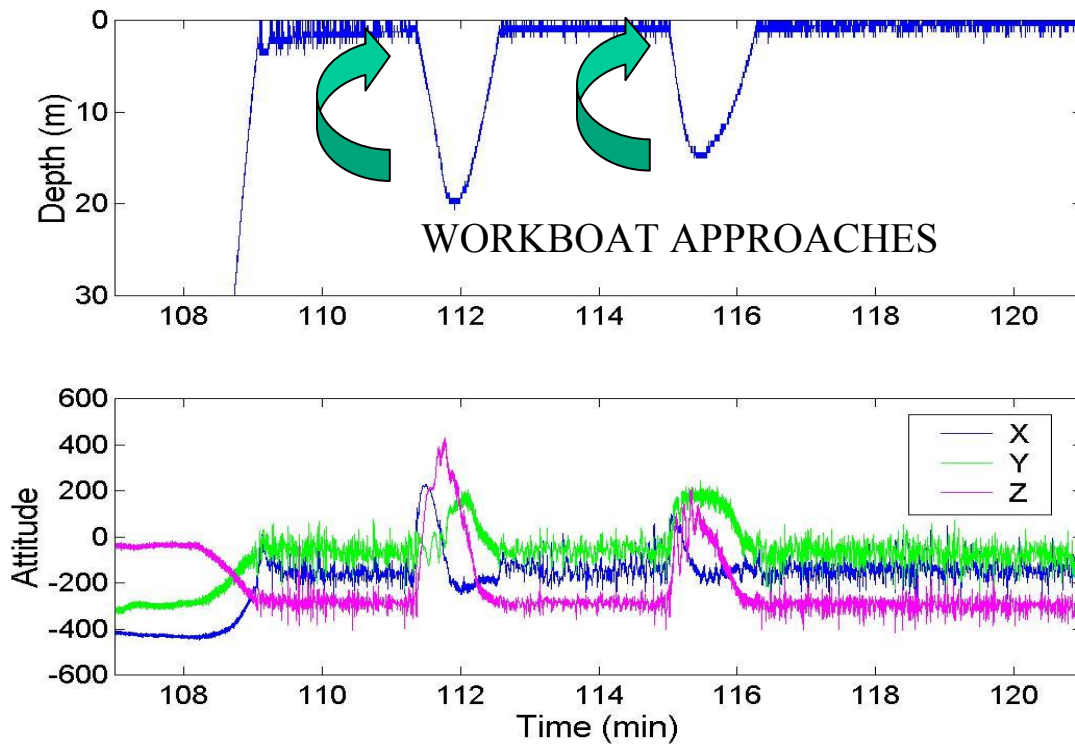 0
10
20
30
Depth (m)
WORKBOAT APPROACHES
108 110 112 114 116 118 120
600
400
200
0
-200
-400
-600
Attitude
X
Y
Z
108 110 112 114 116 118 120
Time (min)